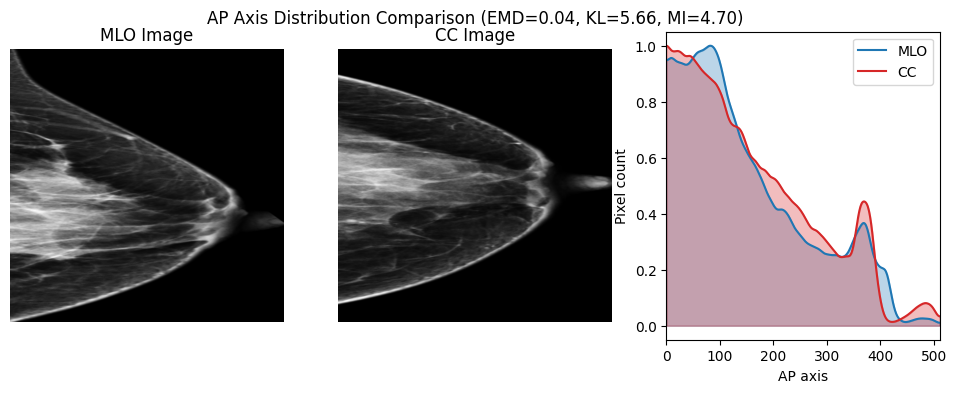 AP Axis Distribution Comparison (EMD=0.04, KL=5.66, MI=4.70)
MLO Image
CC Image
MLO
CC
Pixel count
1.0
0.8
0.6
0.4
0.2
0.0
0 100 200 300 400 500
AP axis